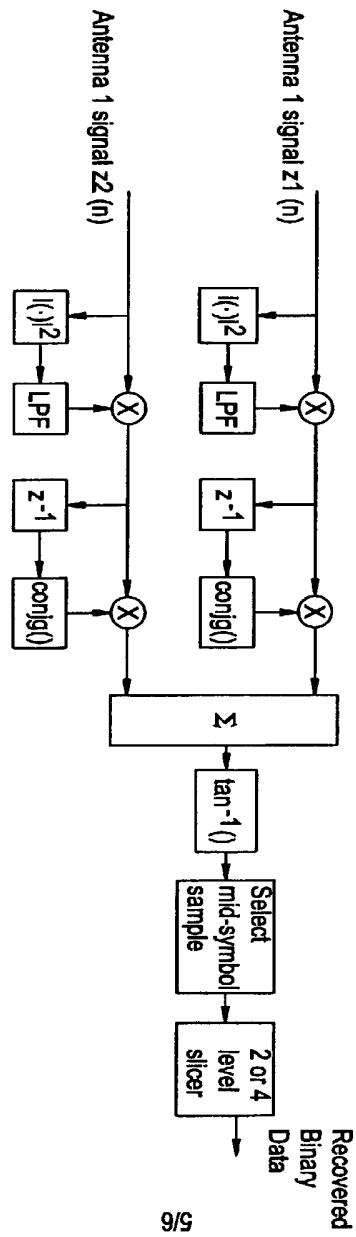 Antenna 1 signal z1 (n)
|(·)|²
LPF
X
z⁻¹
conjg()
X
Antenna 1 signal z2 (n)
|(·)|²
LPF
X
z⁻¹
conjg()
X
Σ
tan⁻¹ ()
Select
mid-symbol
sample
2 or 4
level
slicer
Recovered
Binary
Data
5/6